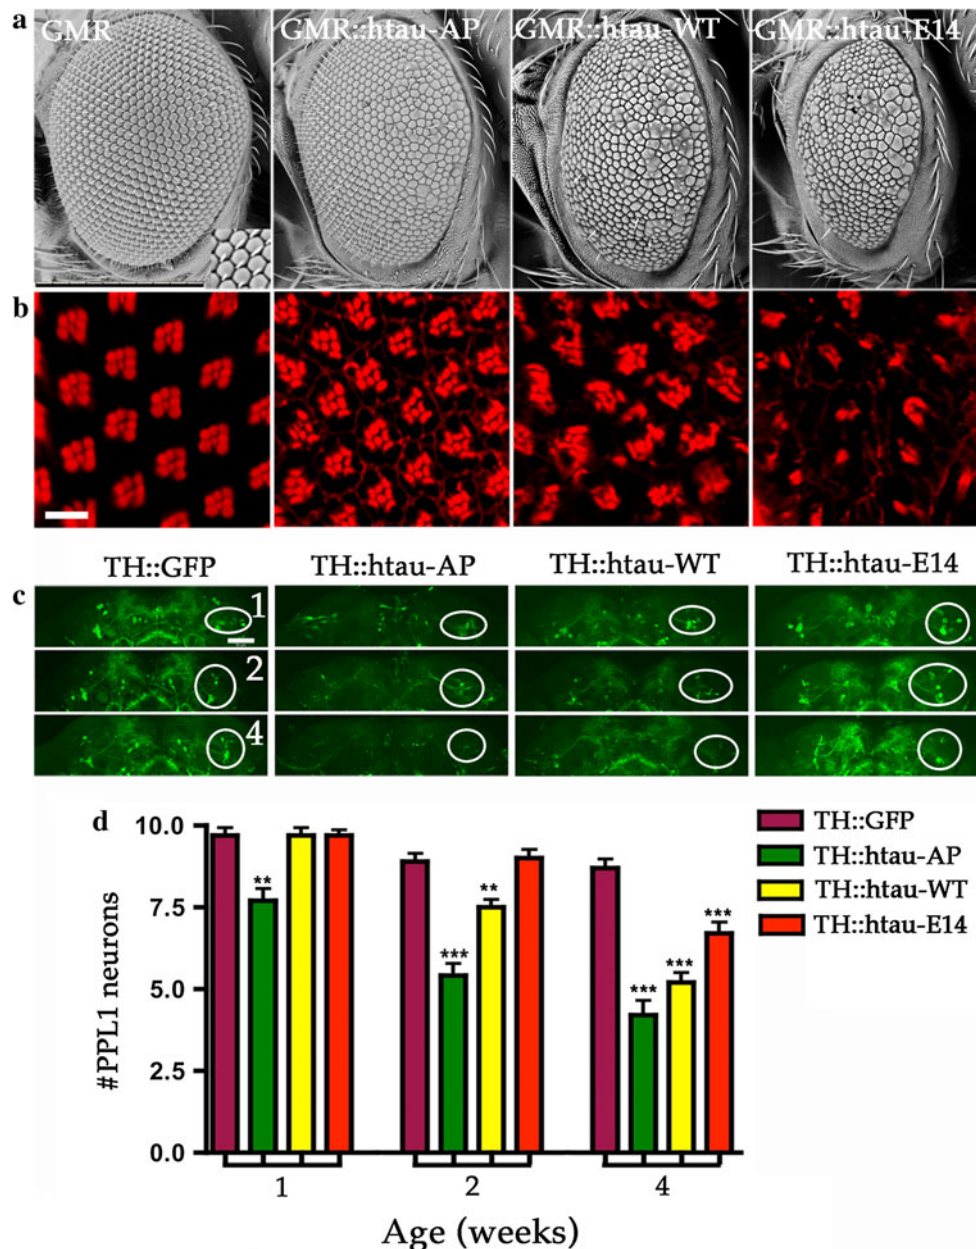 a
GMR
GMR::htau-AP
GMR::htau-WT
GMR::htau-E14
b
TH::GFP
TH::htau-AP
TH::htau-WT
TH::htau-E14
c
1
2
4
d
10.0
7.5
5.0
2.5
0.0
#PPL1 neurons
**
***
**
***
***
***
1
2
4
Age (weeks)
TH::GFP
TH::htau-AP
TH::htau-WT
TH::htau-E14